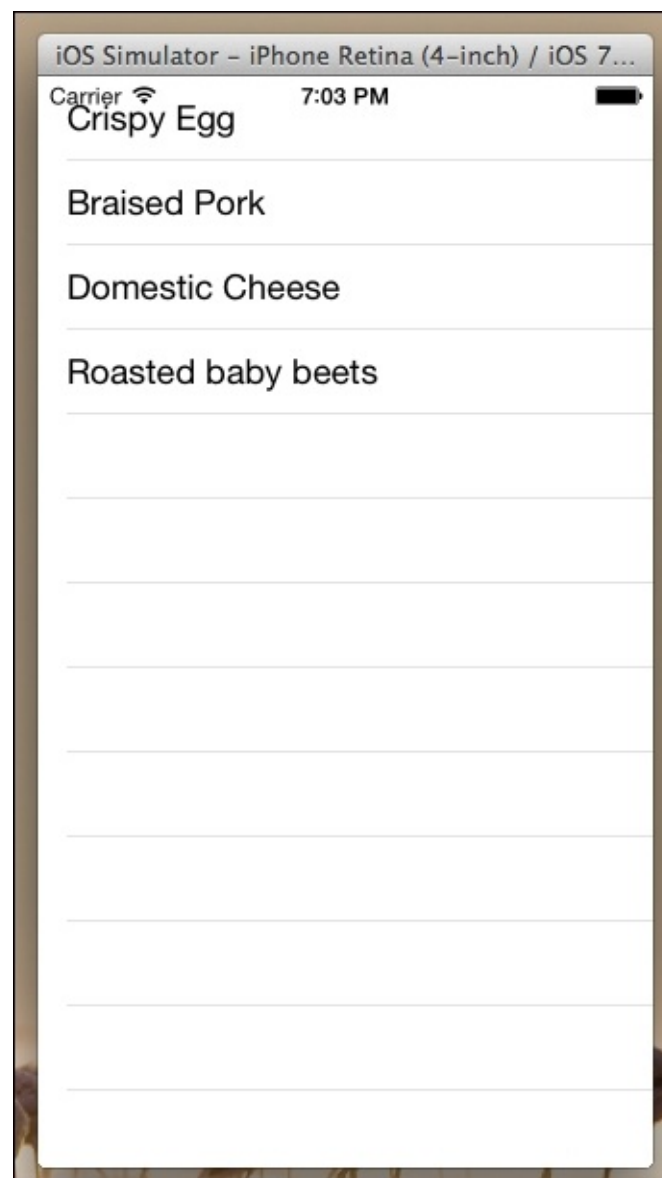 iOS Simulator – iPhone Retina (4-inch) / iOS 7...
Carrier 7:03 PM
Crispy Egg
Braised Pork
Domestic Cheese
Roasted baby beets